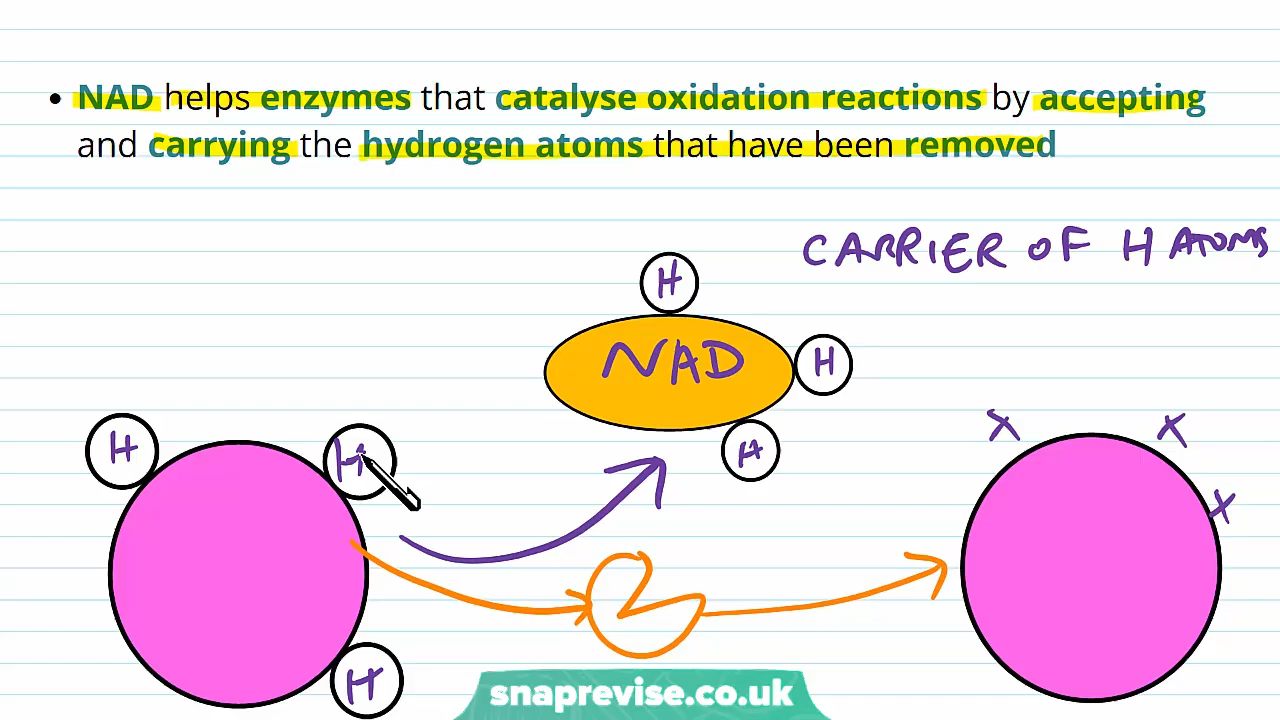 • NAD helps enzymes that catalyse oxidation reactions by accepting
and carrying the hydrogen atoms that have been removed
CARRIER OF H ATOMS
H
NAD
H
H
H
H
X X
X
H
snaprevise.co.uk